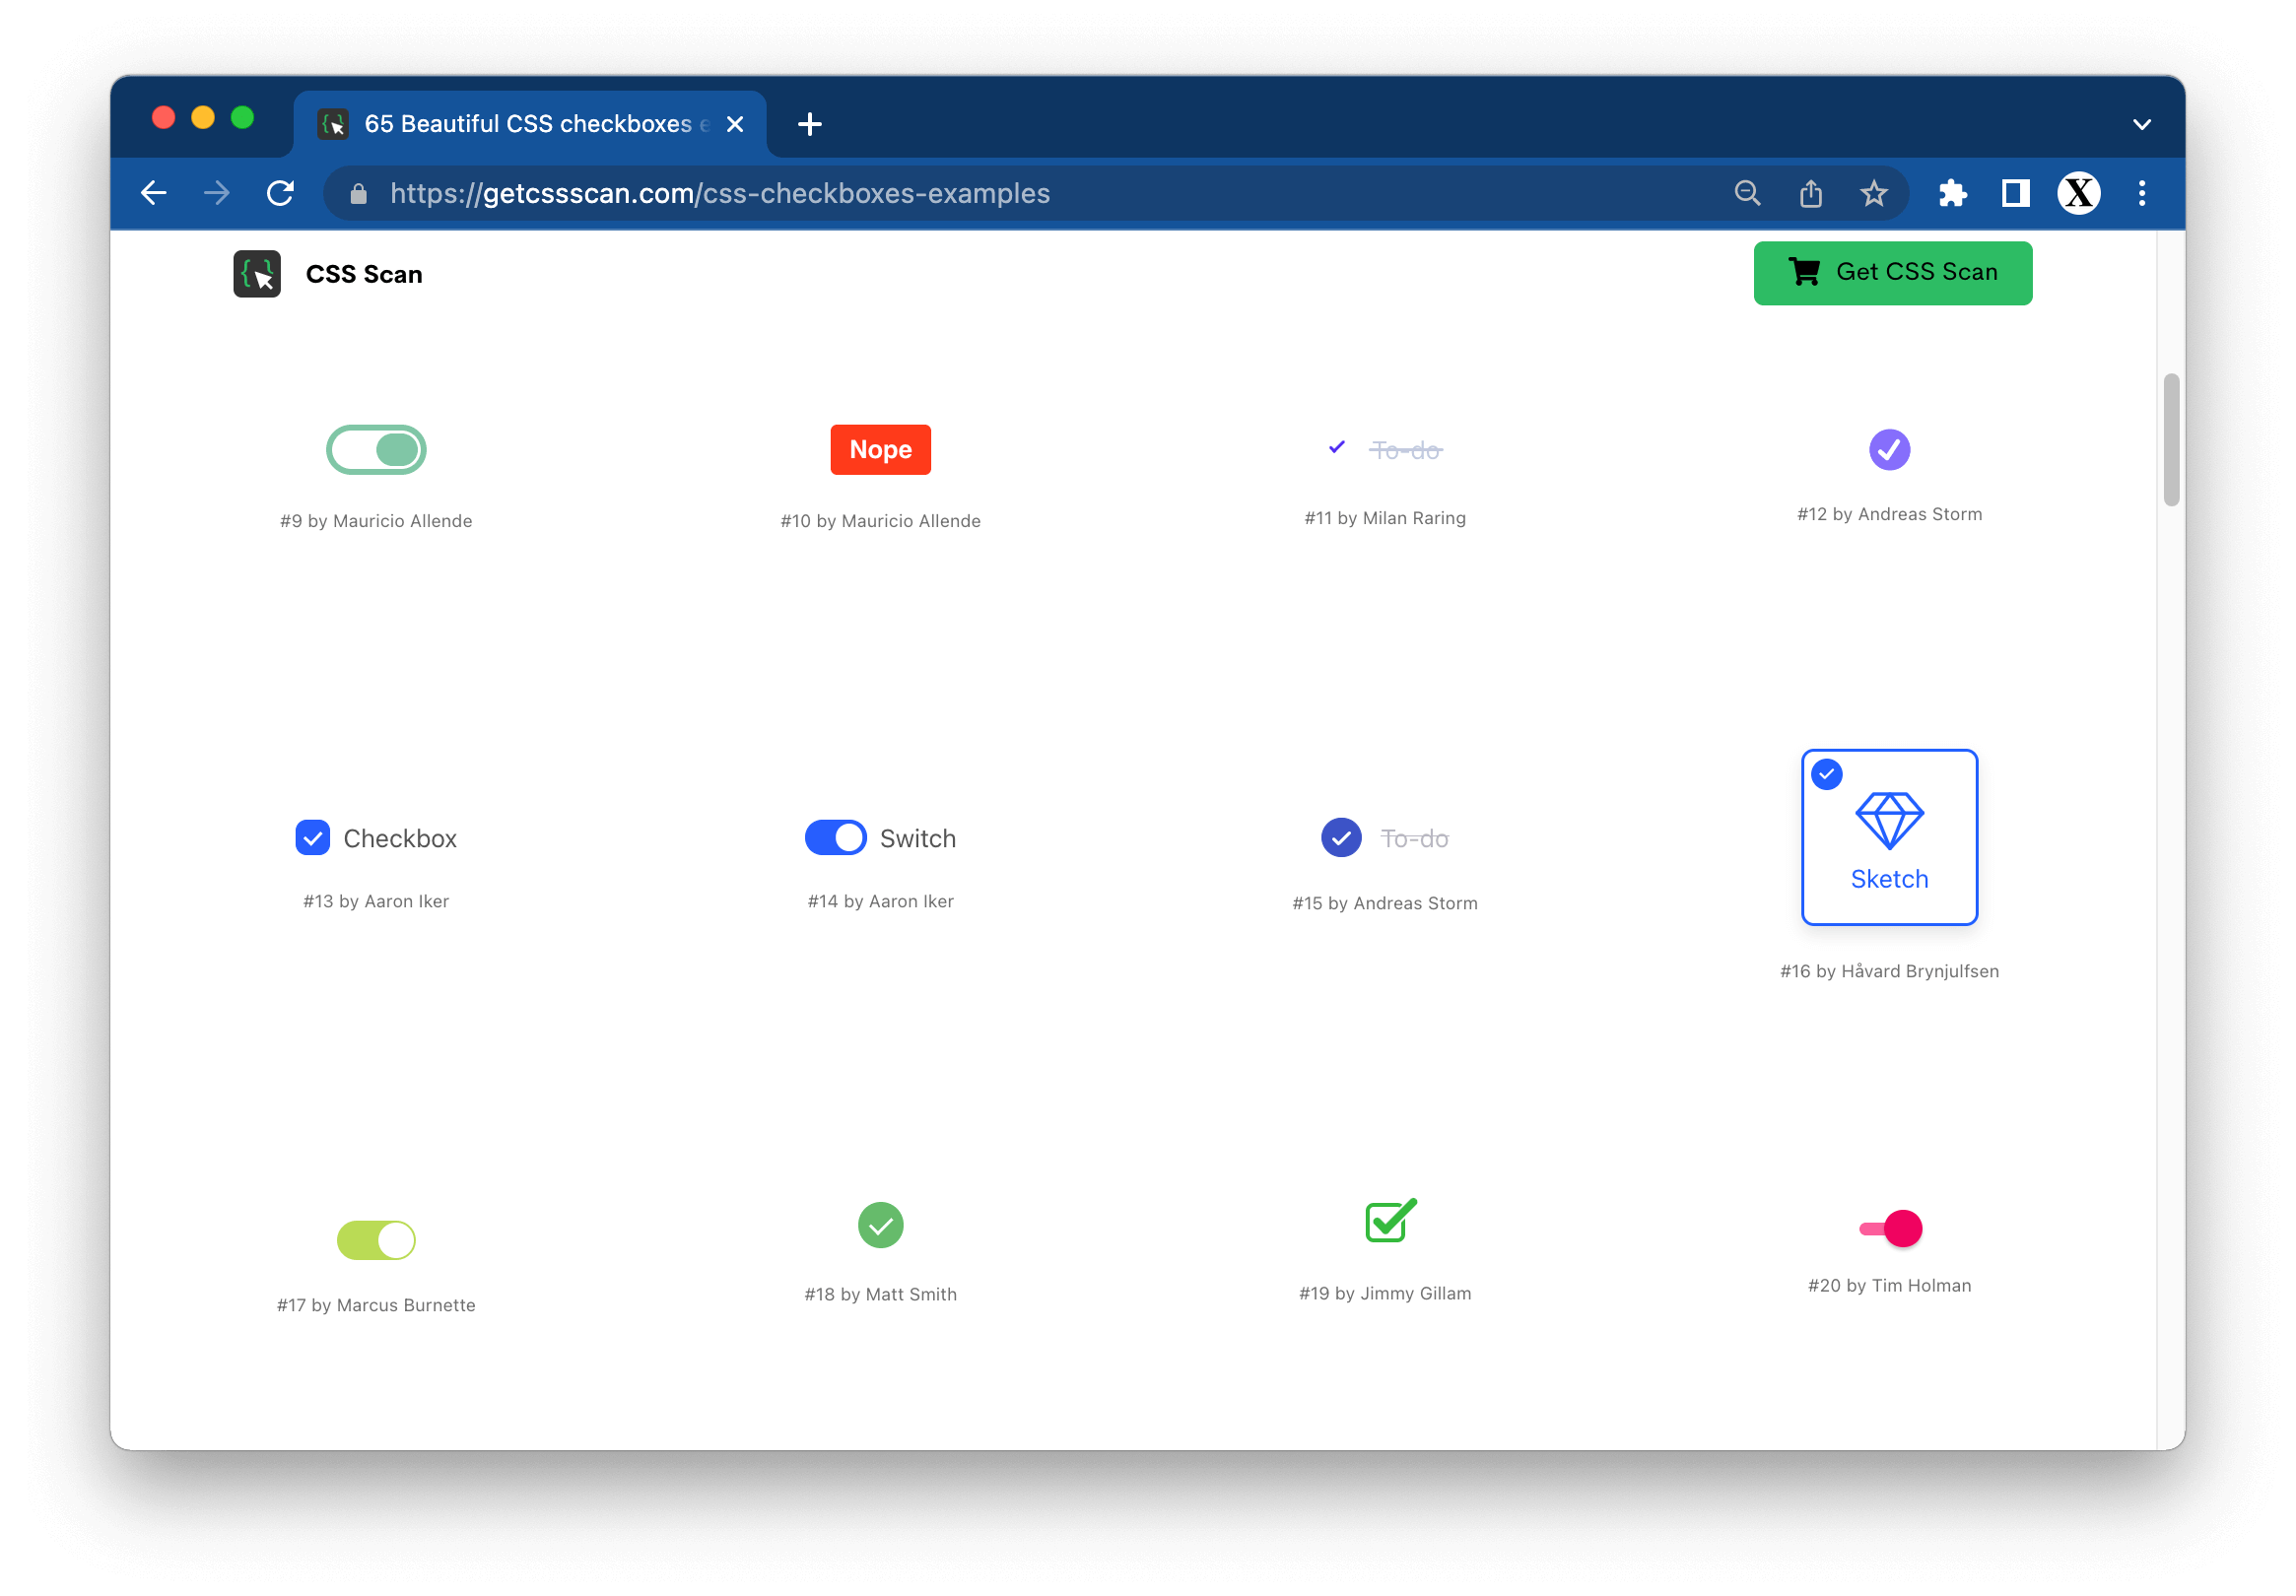 65 Beautiful CSS checkboxes e
https://getcssscan.com/css-checkboxes-examples
X
CSS Scan
Get CSS Scan
Nope
To-do
#9 by Mauricio Allende
#10 by Mauricio Allende
#11 by Milan Raring
#12 by Andreas Storm
Checkbox
Switch
To-do
Sketch
#13 by Aaron Iker
#14 by Aaron Iker
#15 by Andreas Storm
#16 by Håvard Brynjulfsen
#17 by Marcus Burnette
#18 by Matt Smith
#19 by Jimmy Gillam
#20 by Tim Holman